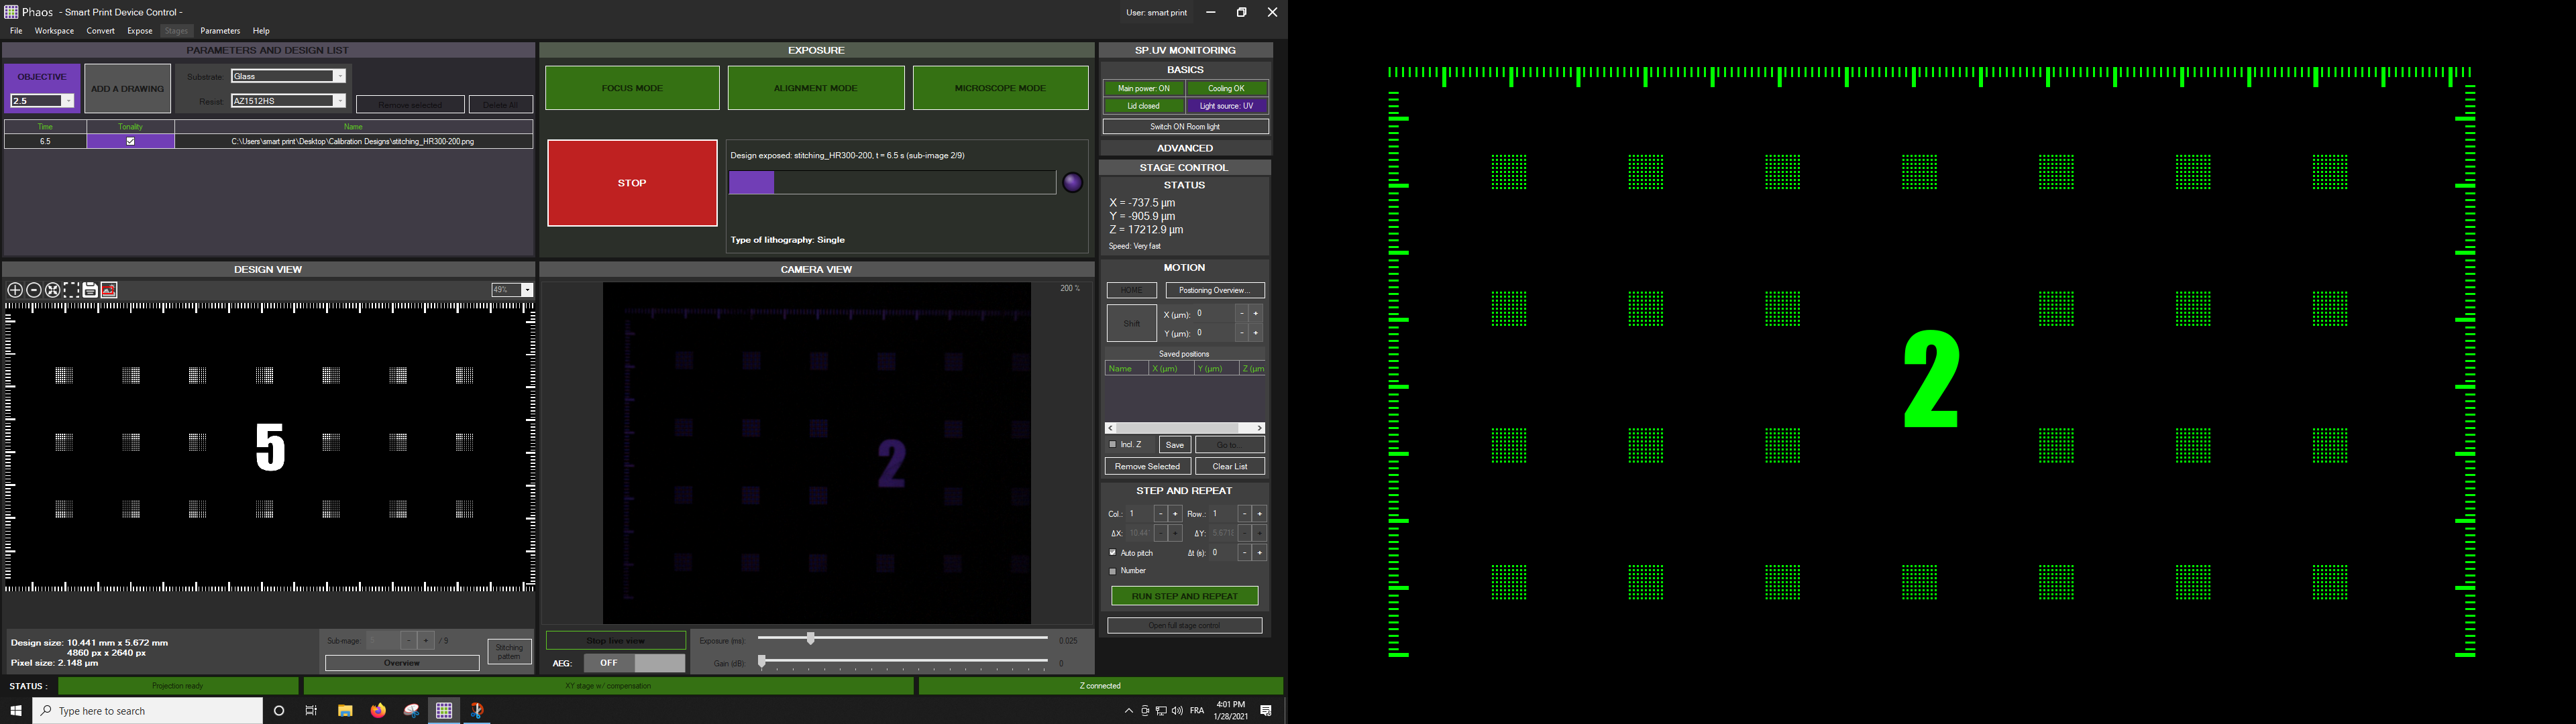 Phaos - Smart Print Device Control -
User: smart print
File Workspace Convert Expose Stages Parameters Help
PARAMETERS AND DESIGN LIST
OBJECTIVE
2.5
ADD A DRAWING
Substrate: Glass
Resist: AZ1512HS
Remove selected Delete All
Time Tonality Name
6.5 C:\Users\smart print\Desktop\Calibration Designs\stitching_HR300-200.png
EXPOSURE
FOCUS MODE ALIGNMENT MODE MICROSCOPE MODE
STOP
Design exposed: stitching_HR300-200, t = 6.5 s (sub-image 2/9)
Type of lithography: Single
SP.UV MONITORING
BASICS
Main power: ON Cooling OK
Lid closed Light source: UV
Switch ON Room light
ADVANCED
STAGE CONTROL
STATUS
X = -737.5 µm
Y = -905.9 µm
Z = 17212.9 µm
Speed: Very fast
DESIGN VIEW
49%
5
Design size: 10.441 mm x 5.672 mm
4860 px x 2640 px
Pixel size: 2.148 µm
Sub-image: - + / 9
Overview
Stitching
pattern
CAMERA VIEW
200 %
2
Stop live view
AEG: OFF
Exposure (ms): 0.025
Gain (dB): 0
MOTION
HOME Postioning Overview...
Shift
X (µm): 0 - +
Y (µm): 0 - +
Saved positions
Name X (µm) Y (µm) Z (µm
Incl. Z Save Go to...
Remove Selected Clear List
STEP AND REPEAT
Col.: 1 - + Row.: 1 - +
ΔX: 10.44 - + ΔY: 5.671 - +
Auto pitch Δt (s): 0 - +
Number
RUN STEP AND REPEAT
Open full stage control
STATUS : Projection ready XY stage w/ compensation Z connected
Type here to search
FRA
4:01 PM
1/28/2021
2